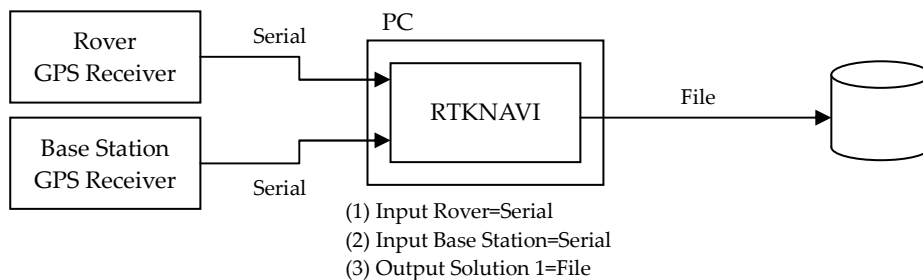 PC
Rover
GPS Receiver
Serial
RTKNAVI
File
Base Station
GPS Receiver
Serial
(1) Input Rover=Serial
(2) Input Base Station=Serial
(3) Output Solution 1=File